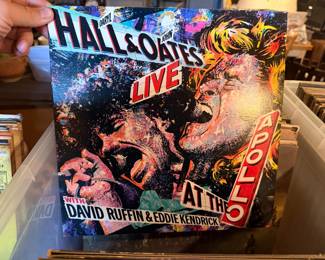 HALL & OATES
LIVE
AT THE
APOLLO
WITH
DAVID RUFFIN & EDDIE KENDRICK